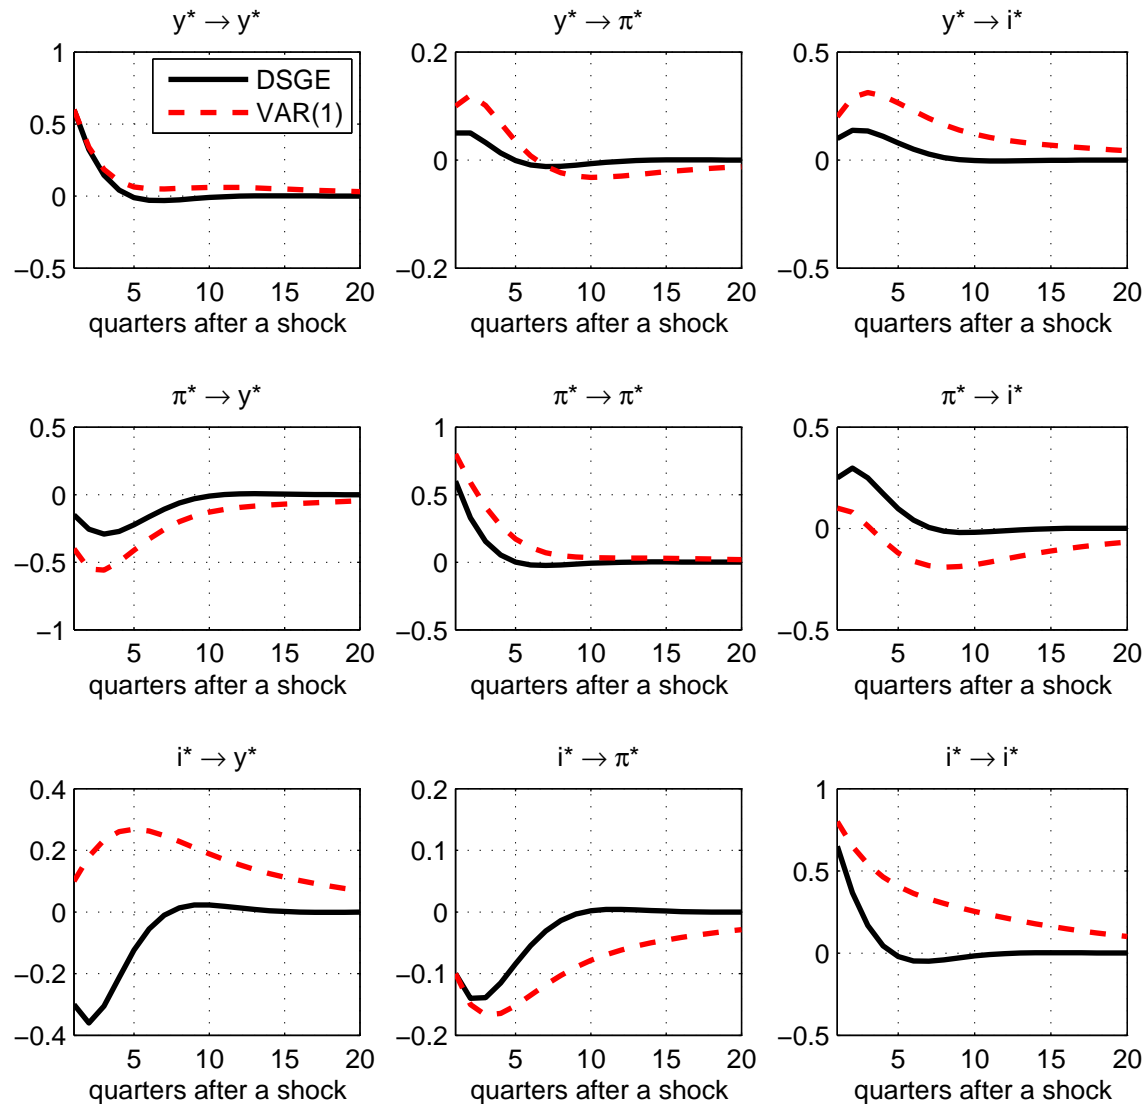 y* → y*
y* → π*
y* → i*
1
0.5
0
−0.5
DSGE
VAR(1)
5 10 15 20
quarters after a shock
0.2
0
−0.2
5 10 15 20
quarters after a shock
0.5
0
−0.5
5 10 15 20
quarters after a shock
π* → y*
π* → π*
π* → i*
0.5
0
−0.5
−1
5 10 15 20
quarters after a shock
1
0.5
0
−0.5
5 10 15 20
quarters after a shock
0.5
0
−0.5
5 10 15 20
quarters after a shock
i* → y*
i* → π*
i* → i*
0.4
0.2
0
−0.2
−0.4
5 10 15 20
quarters after a shock
0.2
0.1
0
−0.1
−0.2
5 10 15 20
quarters after a shock
1
0.5
0
−0.5
5 10 15 20
quarters after a shock